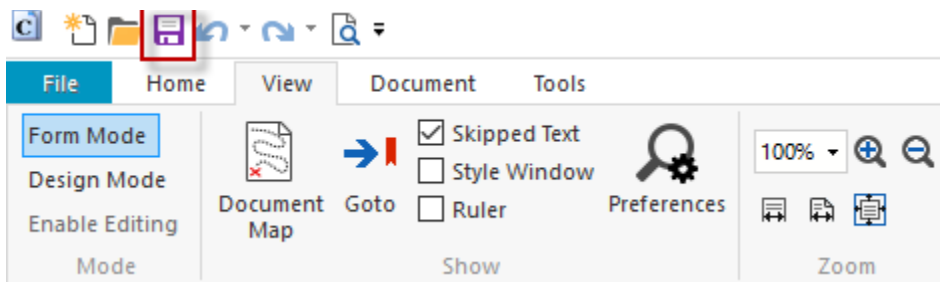 C
File Home View Document Tools
Form Mode
Design Mode
Enable Editing
Mode
Document
Map
Goto
Skipped Text
Style Window
Ruler
Preferences
Show
100%
Zoom